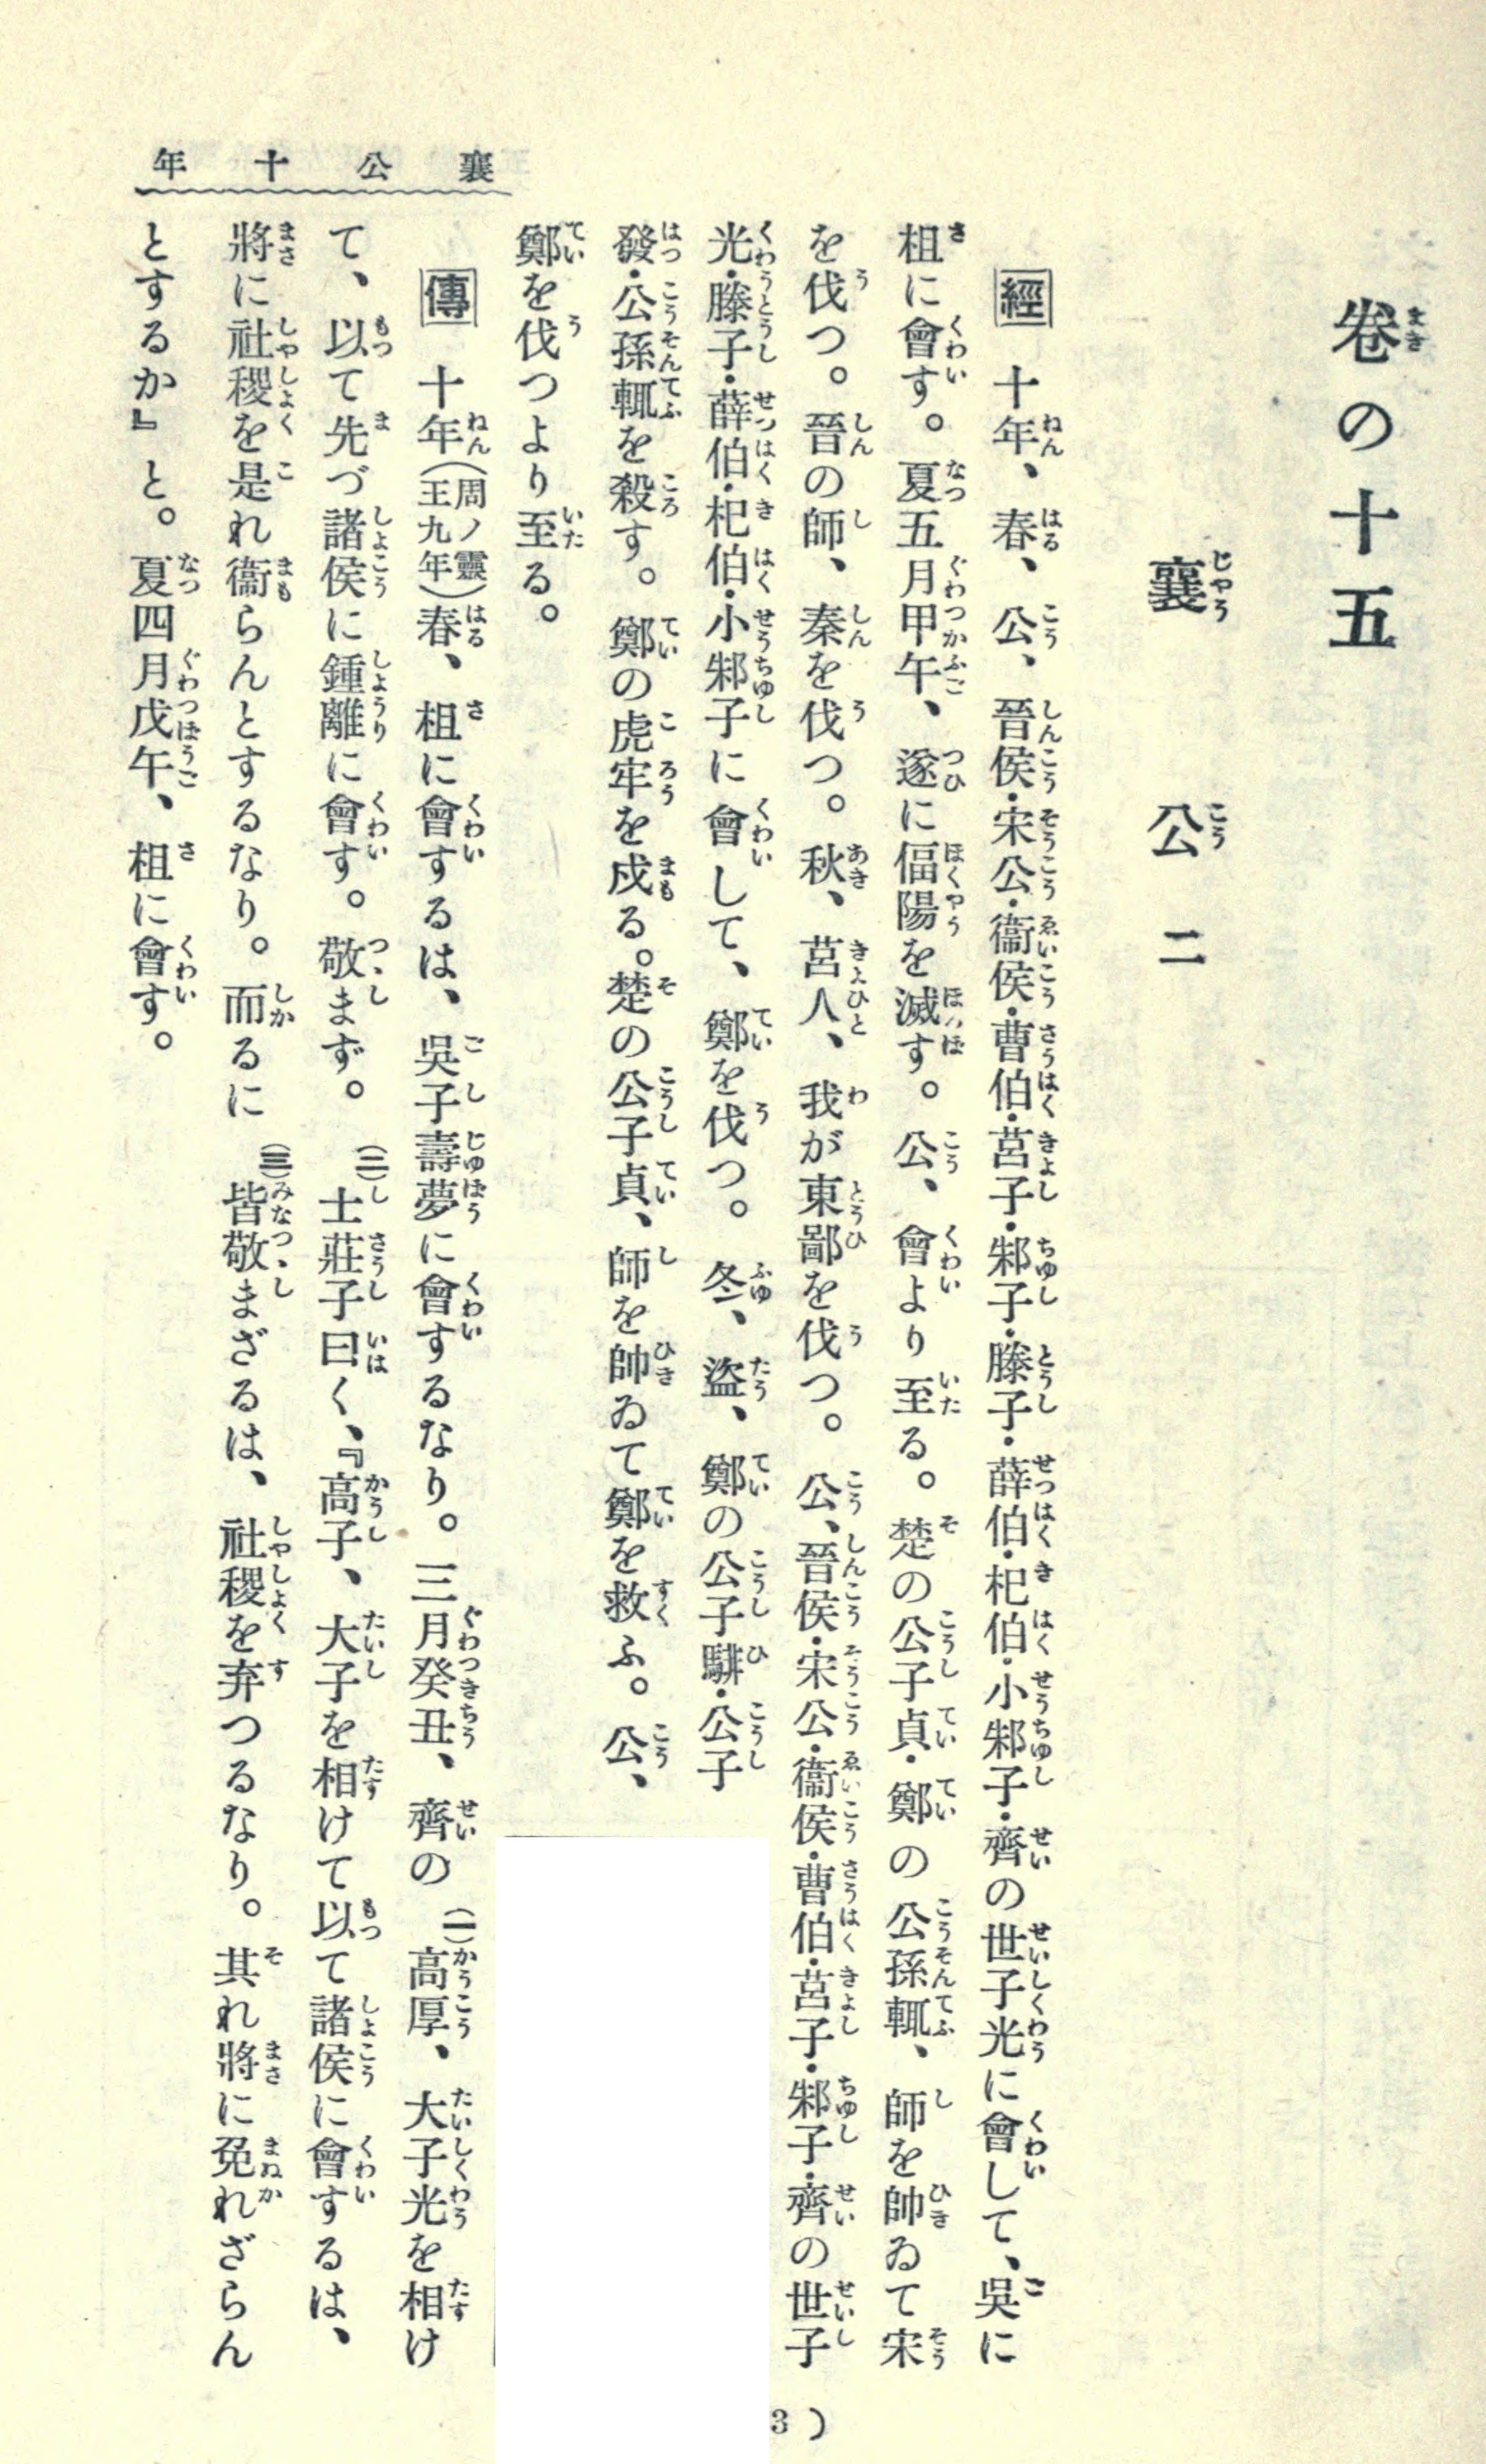 卷の十五
襄公二
經 十年、春、公、晉侯・宋公・衞侯・曹伯・莒子・邾子・滕子・薛伯・杞伯・小邾子・齊の世子光に會して、吳に
柤に會す。夏五月甲午、遂に偪陽を滅す。公、會より至る。楚の公子貞・鄭の公孫輒、師を帥ゐて宋
を伐つ。晉の師、秦を伐つ。秋、莒人、我が東鄙を伐つ。公、晉侯・宋公・衞侯・曹伯・莒子・邾子・齊の世子
光・滕子・薛伯・杞伯・小邾子に會して、鄭を伐つ。冬、盜、鄭の公子騑・公子
發・公孫輒を殺す。鄭の虎牢を戍る。楚の公子貞、師を帥ゐて鄭を救ふ。公、
鄭を伐つより至る。
傳 十年(周ノ靈王九年)春、柤に會するは、吳子壽夢に會するなり。三月癸丑、齊の(一)高厚、大子光を相け
て、以て先づ諸侯に鍾離に會す。敬まず。(二)士莊子曰く、『高子、大子を相けて以て諸侯に會するは、
將に社稷を是れ衞らんとするなり。而るに(三)皆敬まざるは、社稷を弃つるなり。其れ將に免れざらん
とするか』と。夏四月戊午、柤に會す。
襄公十年
3 )